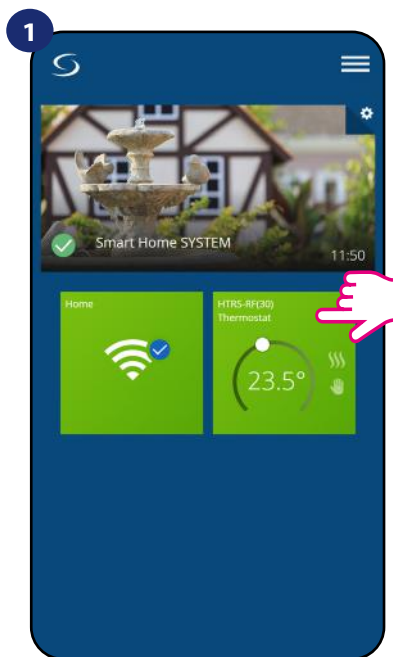 1
Smart Home SYSTEM
11:50
Home
HTRS-RF(30)
Thermostat
23.5°